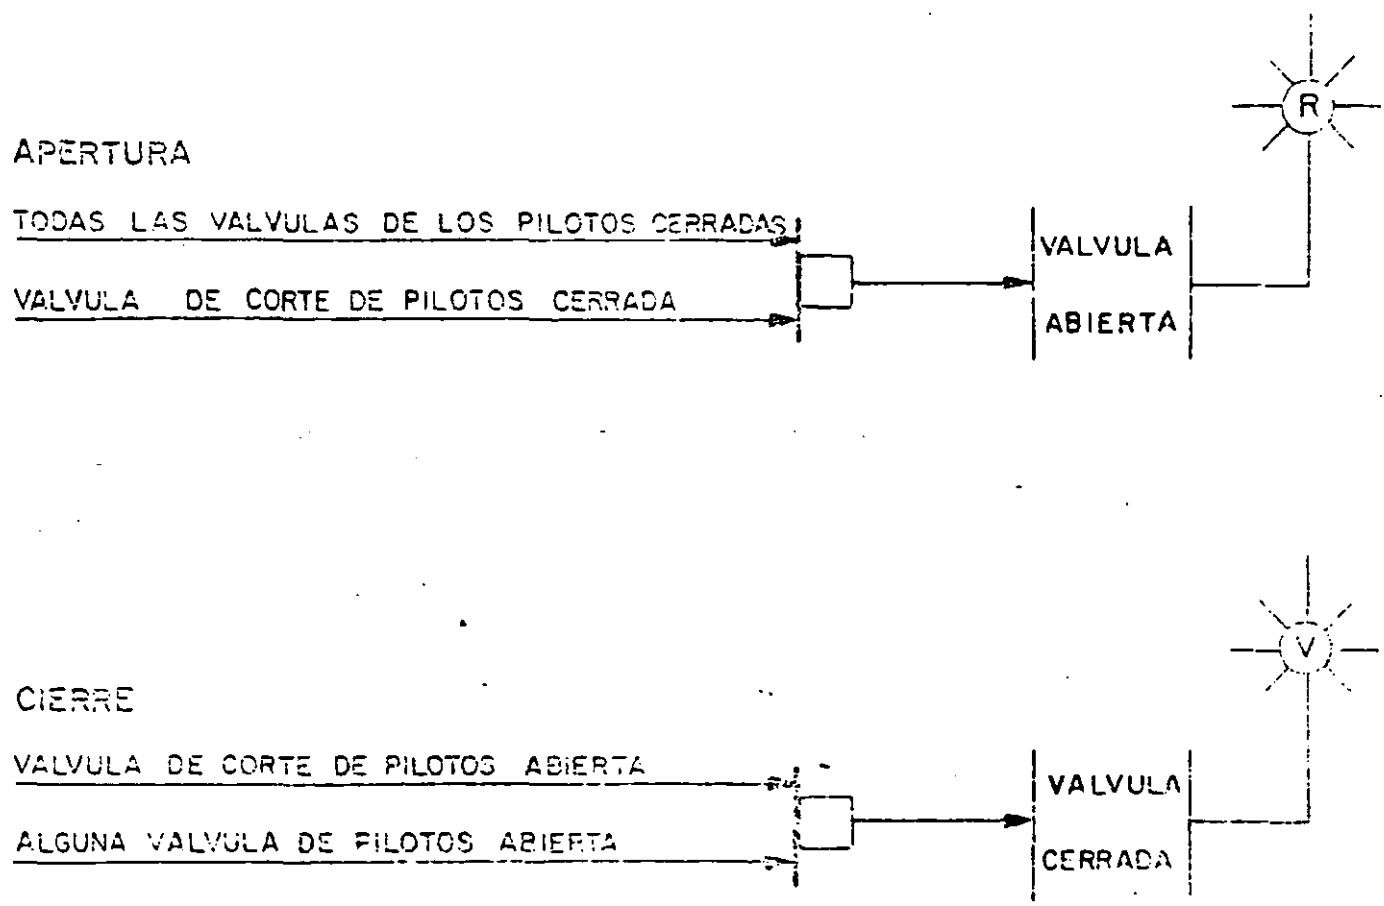 R
APERTURA
TODAS LAS VALVULAS DE LOS PILOTOS CERRADAS
VALVULA DE CORTE DE PILOTOS CERRADA
VALVULA
ABIERTA
V
CIERRE
VALVULA DE CORTE DE PILOTOS ABIERTA
ALGUNA VALVULA DE PILOTOS ABIERTA
VALVULA
CERRADA